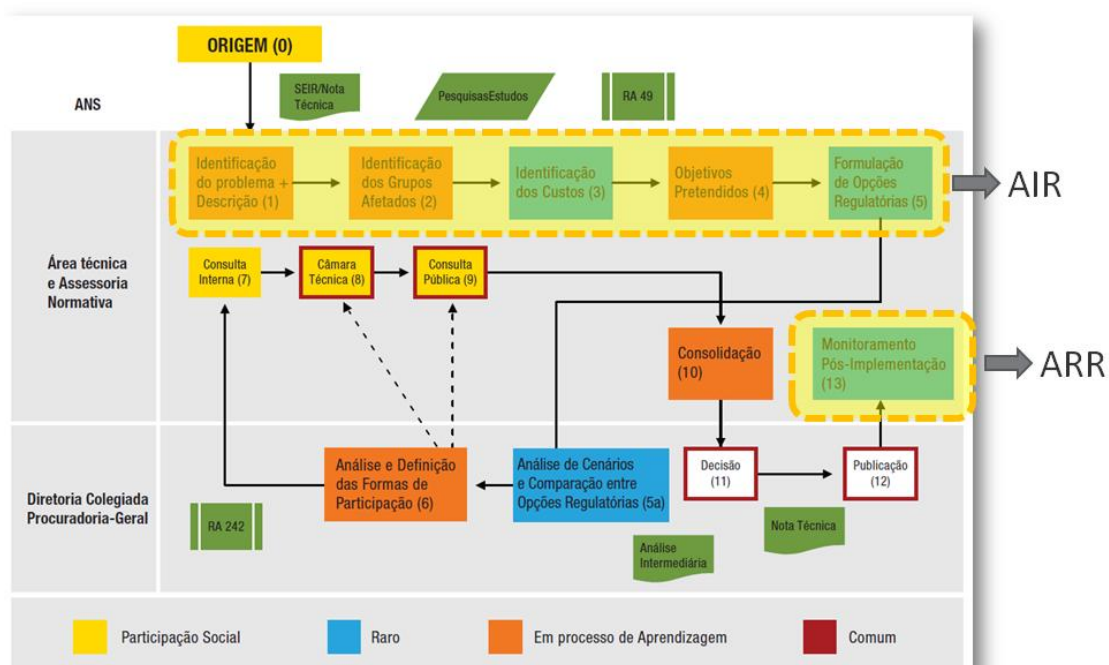 ORIGEM (0)
ANS
SEIR/Nota
Técnica
PesquisasEstudos
RA 49
Identificação
do problema +
Descrição (1)
Identificação
dos Grupos
Afetados (2)
Identificação
dos Custos (3)
Objetivos
Pretendidos (4)
Formulação
de Opções
Regulatórias (5)
AIR
Área técnica
e Assessoria
Normativa
Consulta
Interna (7)
Câmara
Técnica (8)
Consulta
Pública (9)
Consolidação
(10)
Monitoramento
Pós-Implementação
(13)
ARR
Diretoria Colegiada
Procuradoria-Geral
Análise e Definição
das Formas de
Participação (6)
Análise de Cenários
e Comparação entre
Opções Regulatórias (5a)
Decisão
(11)
Publicação
(12)
RA 242
Análise
Intermediária
Nota Técnica
Participação Social
Raro
Em processo de Aprendizagem
Comum